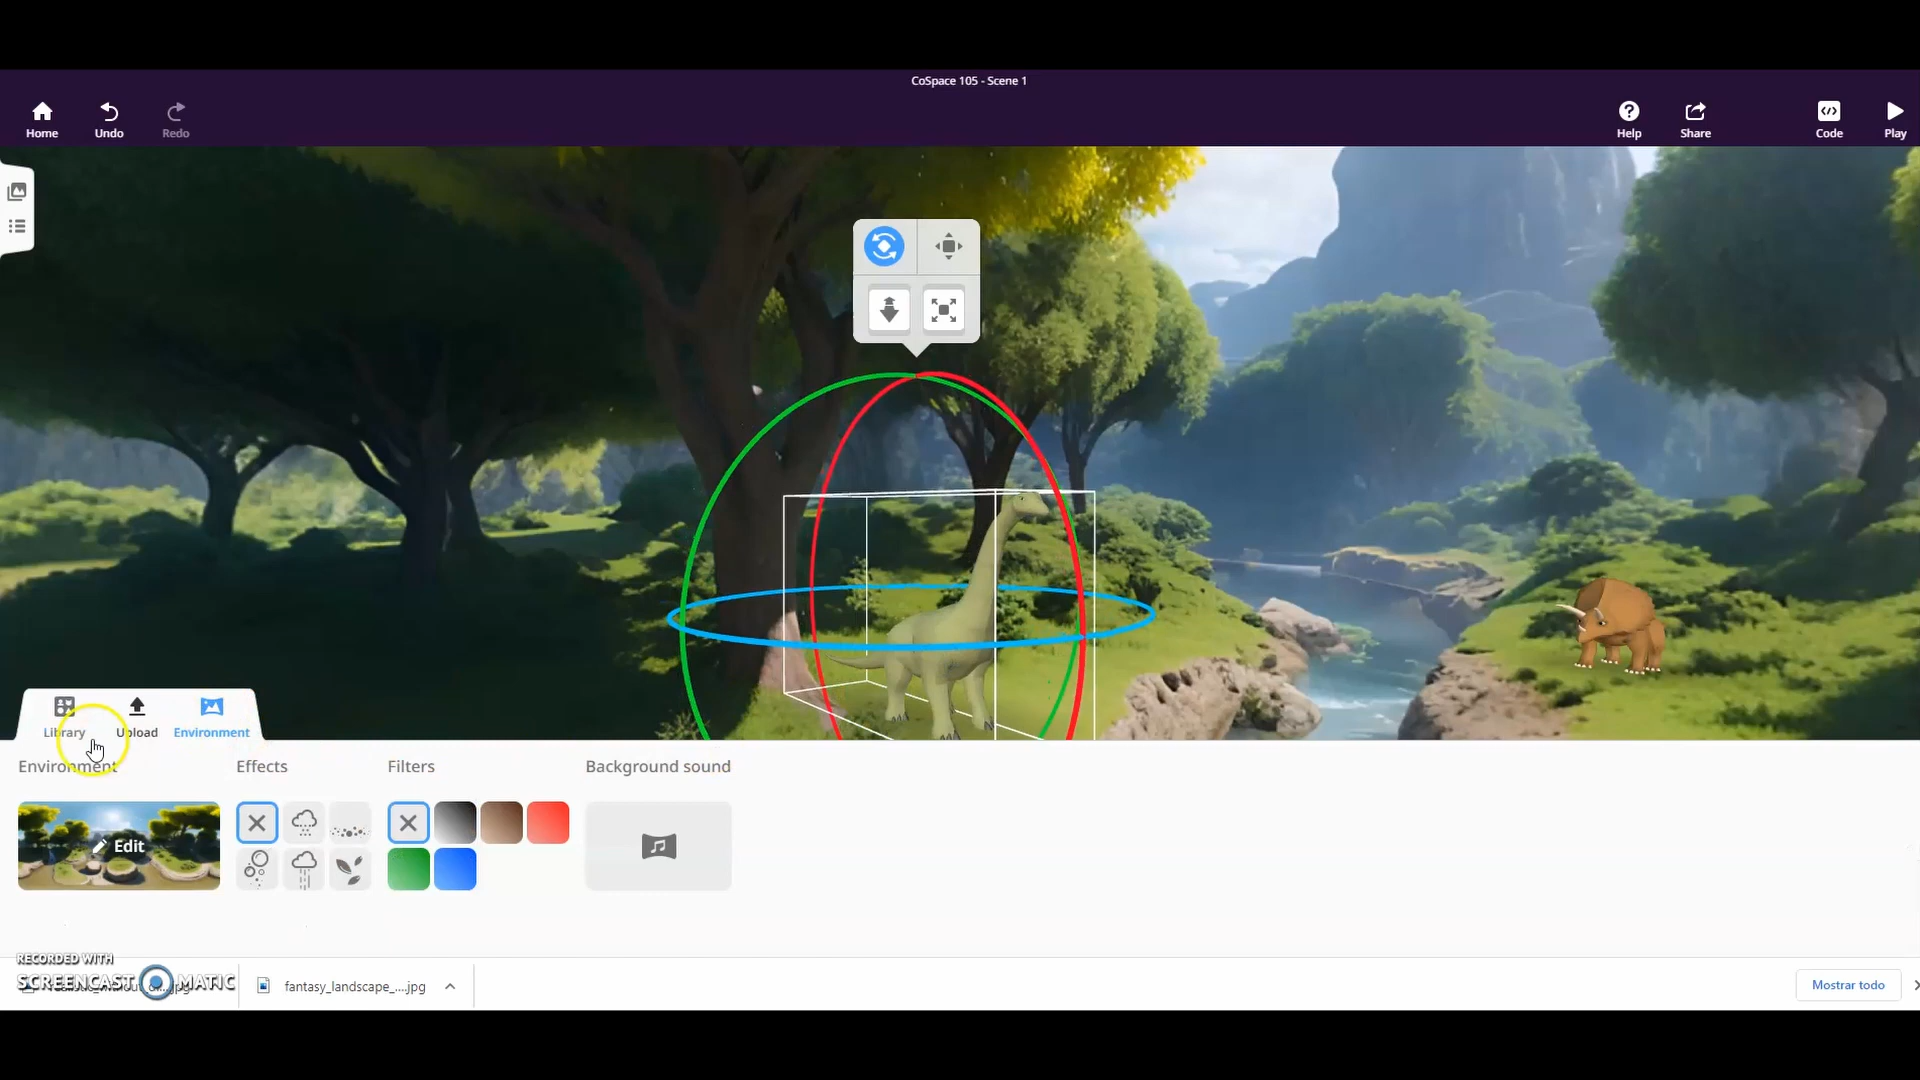 CoSpace 105 - Scene 1
Home
Undo
Redo
Help
Share
Code
Play
Library
Upload
Environment
Environment
Effects
Filters
Background sound
Edit
RECORDED WITH
SCREENCAST MATIC
fantasy_landscape_....jpg
Mostrar todo